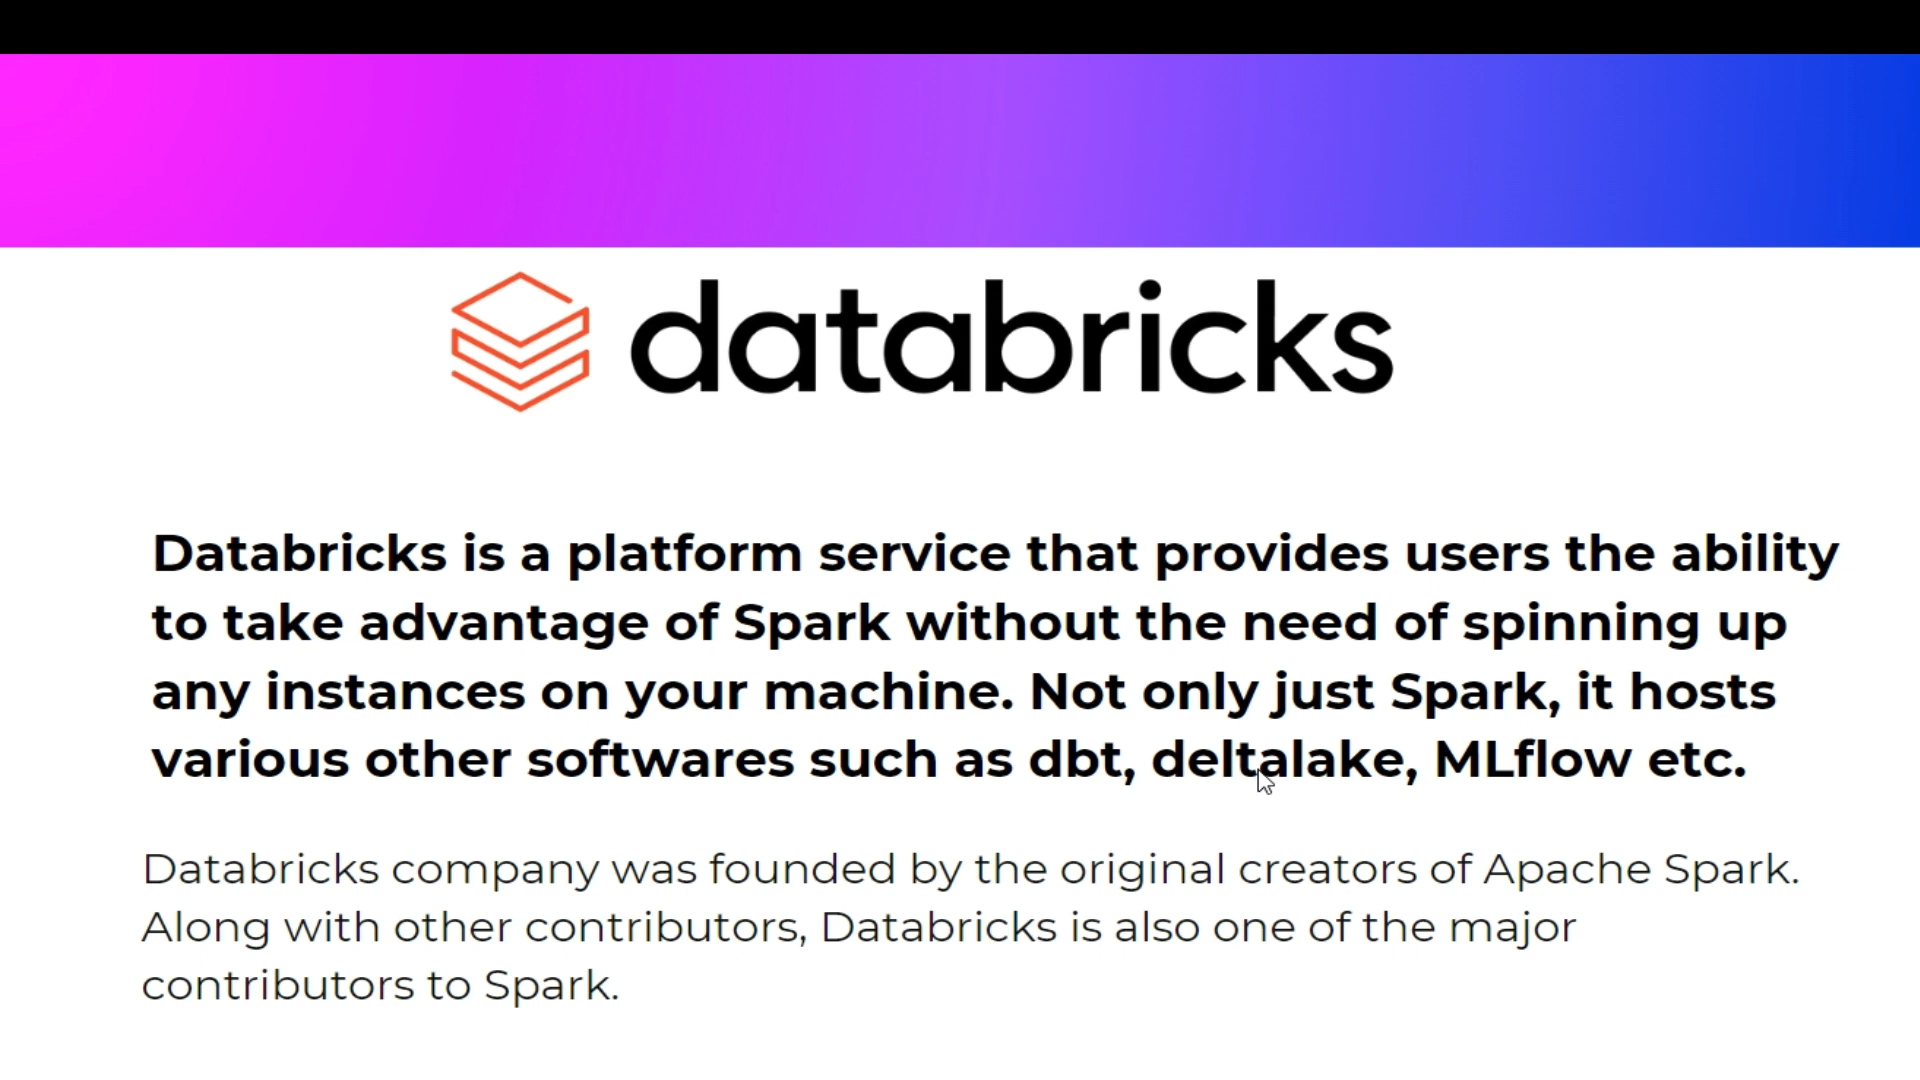 databricks
Databricks is a platform service that provides users the ability
to take advantage of Spark without the need of spinning up
any instances on your machine. Not only just Spark, it hosts
various other softwares such as dbt, deltalake, MLflow etc.
Databricks company was founded by the original creators of Apache Spark.
Along with other contributors, Databricks is also one of the major
contributors to Spark.